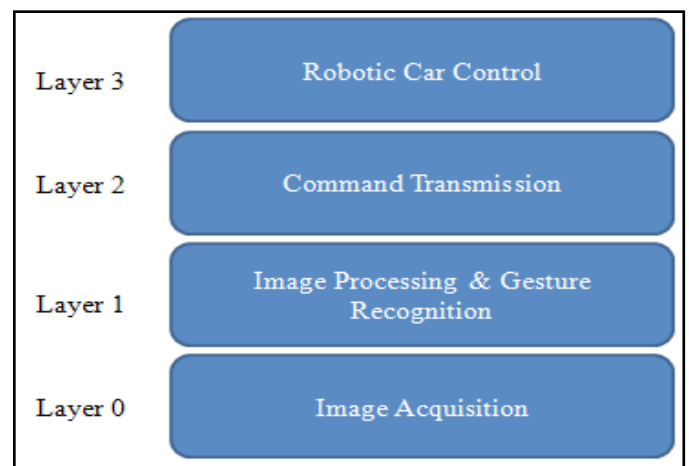 Layer 3
Robotic Car Control
Layer 2
Command Transmission
Layer 1
Image Processing & Gesture
Recognition
Layer 0
Image Acquisition